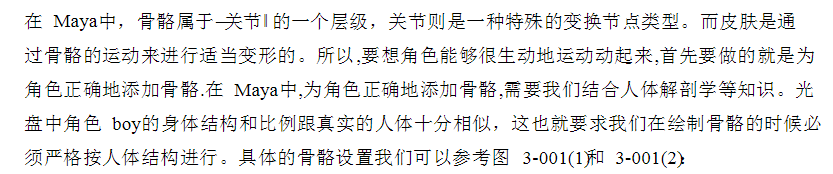 在 Maya中，骨骼属于―关节‖的一个层级，关节则是一种特殊的变换节点类型。而皮肤是通
过骨骼的运动来进行适当变形的。所以,要想角色能够很生动地运动动起来,首先要做的就是为
角色正确地添加骨骼.在 Maya中,为角色正确地添加骨骼,需要我们结合人体解剖学等知识。光
盘中角色 boy的身体结构和比例跟真实的人体十分相似，这也就要求我们在绘制骨骼的时候必
须严格按人体结构进行。具体的骨骼设置我们可以参考图 3-001(1)和 3-001(2):